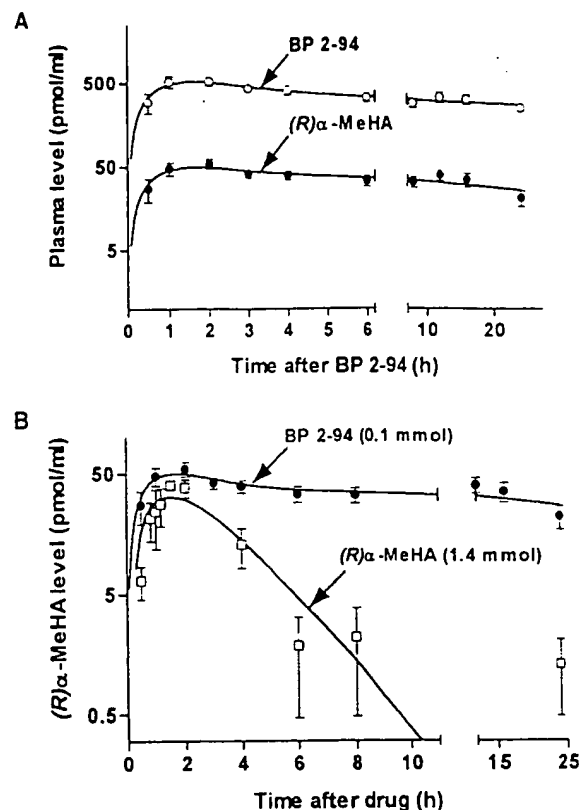 A
BP 2-94
(R)α-MeHA
Plasma level (pmol/ml)
500
50
5
0 1 2 3 4 5 6 10 20
Time after BP 2-94 (h)
B
BP 2-94 (0.1 mmol)
(R)α-MeHA (1.4 mmol)
(R)α-MeHA level (pmol/ml)
50
5
0.5
0 2 4 6 8 10 15 25
Time after drug (h)